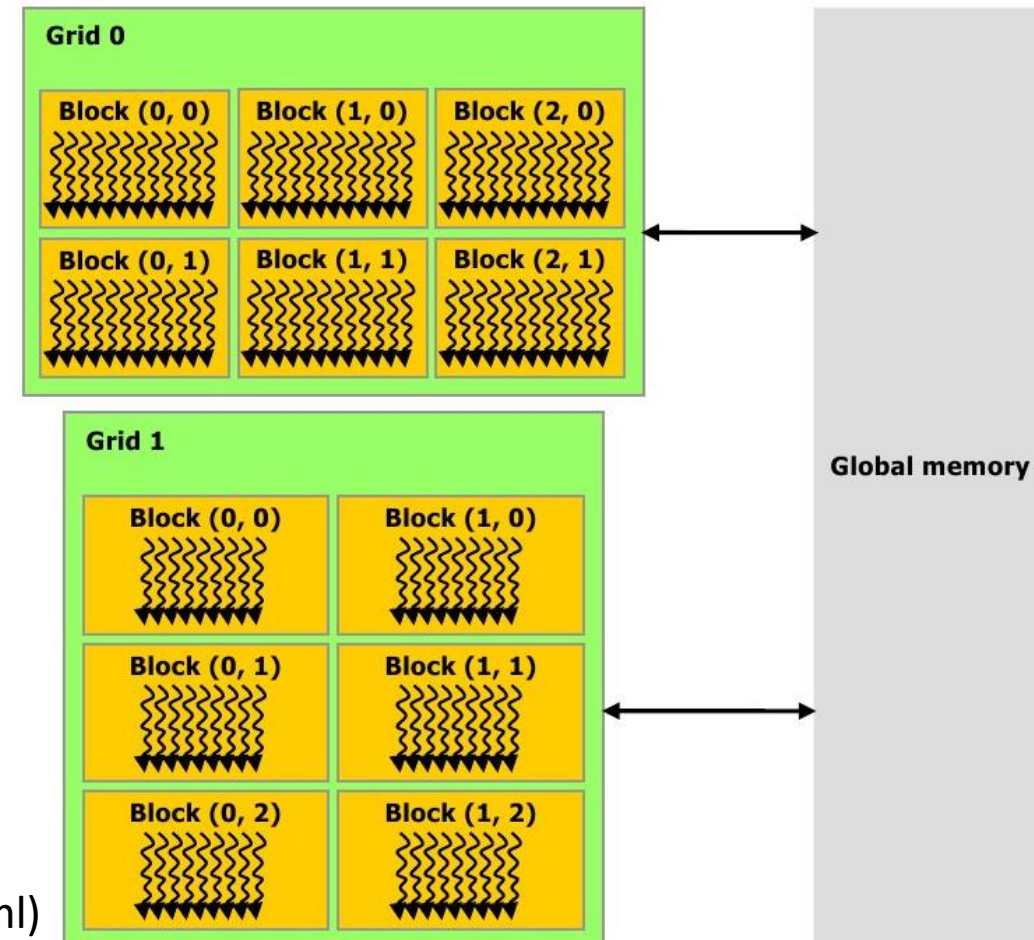 Grid 0
Block (0, 0) Block (1, 0) Block (2, 0)
Block (0, 1) Block (1, 1) Block (2, 1)
Grid 1
Global memory
Block (0, 0) Block (1, 0)
Block (0, 1) Block (1, 1)
Block (0, 2) Block (1, 2)
ml)